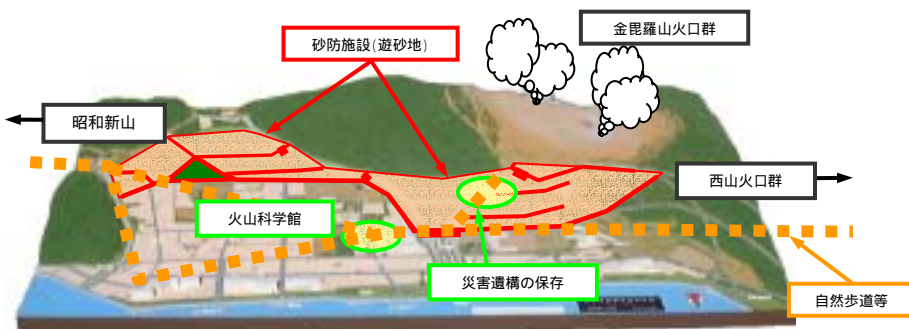 金毘羅山火口群
砂防施設(遊砂地)
昭和新山
西山火口群
火山科学館
災害遺構の保存
自然歩道等